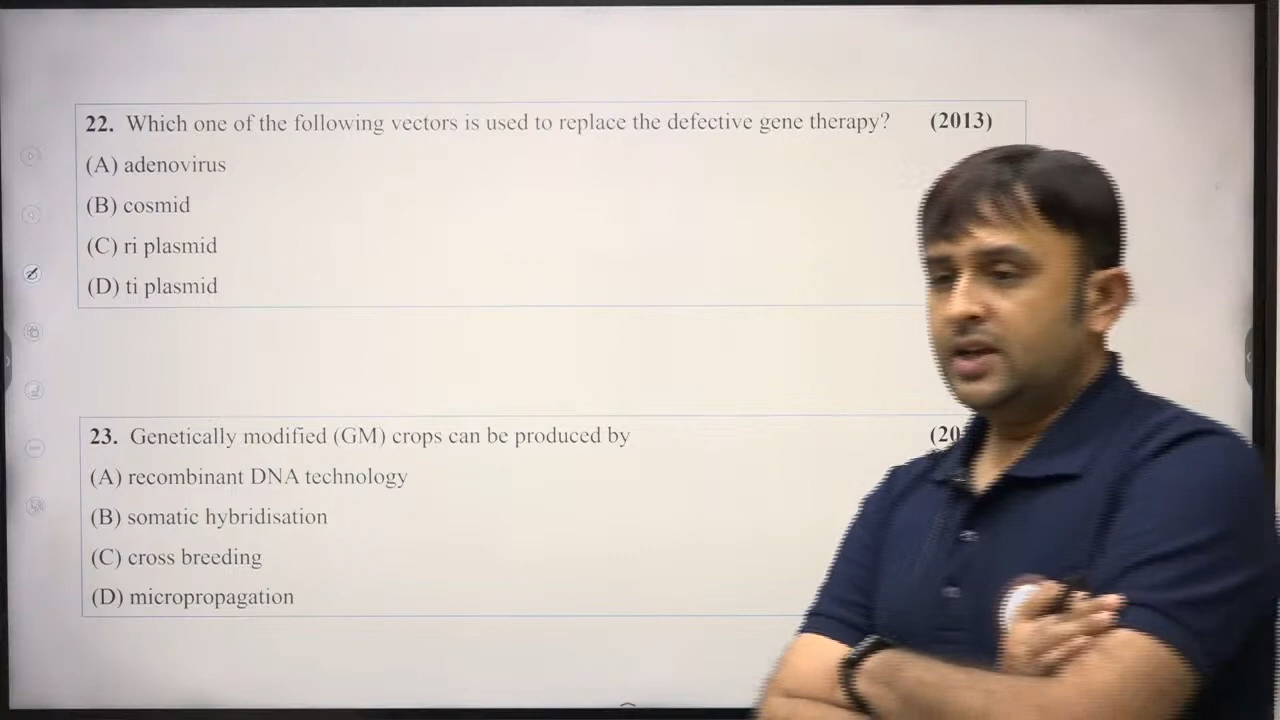 22. Which one of the following vectors is used to replace the defective gene therapy? (2013)
(A) adenovirus
(B) cosmid
(C) ri plasmid
(D) ti plasmid
23. Genetically modified (GM) crops can be produced by (20
(A) recombinant DNA technology
(B) somatic hybridisation
(C) cross breeding
(D) micropropagation